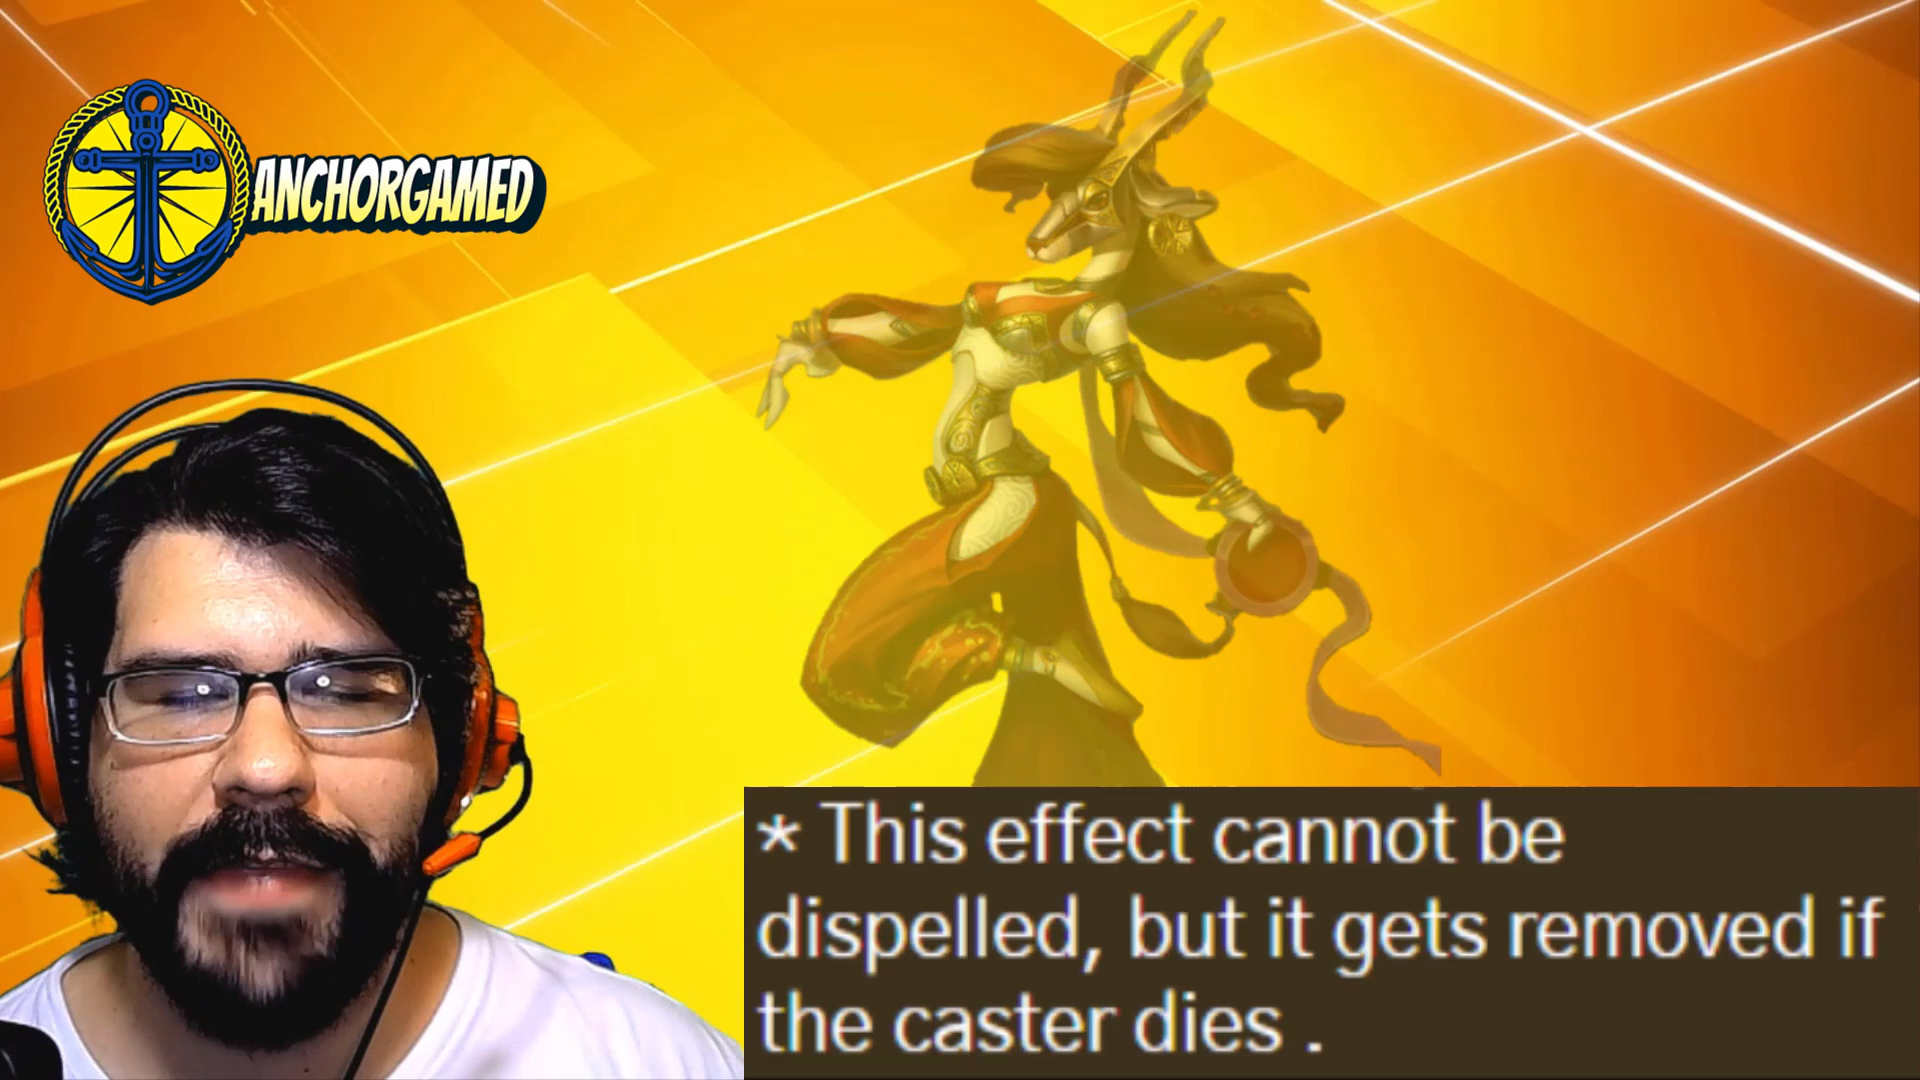 ANCHORGAMED
* This effect cannot be
dispelled, but it gets removed if
the caster dies .